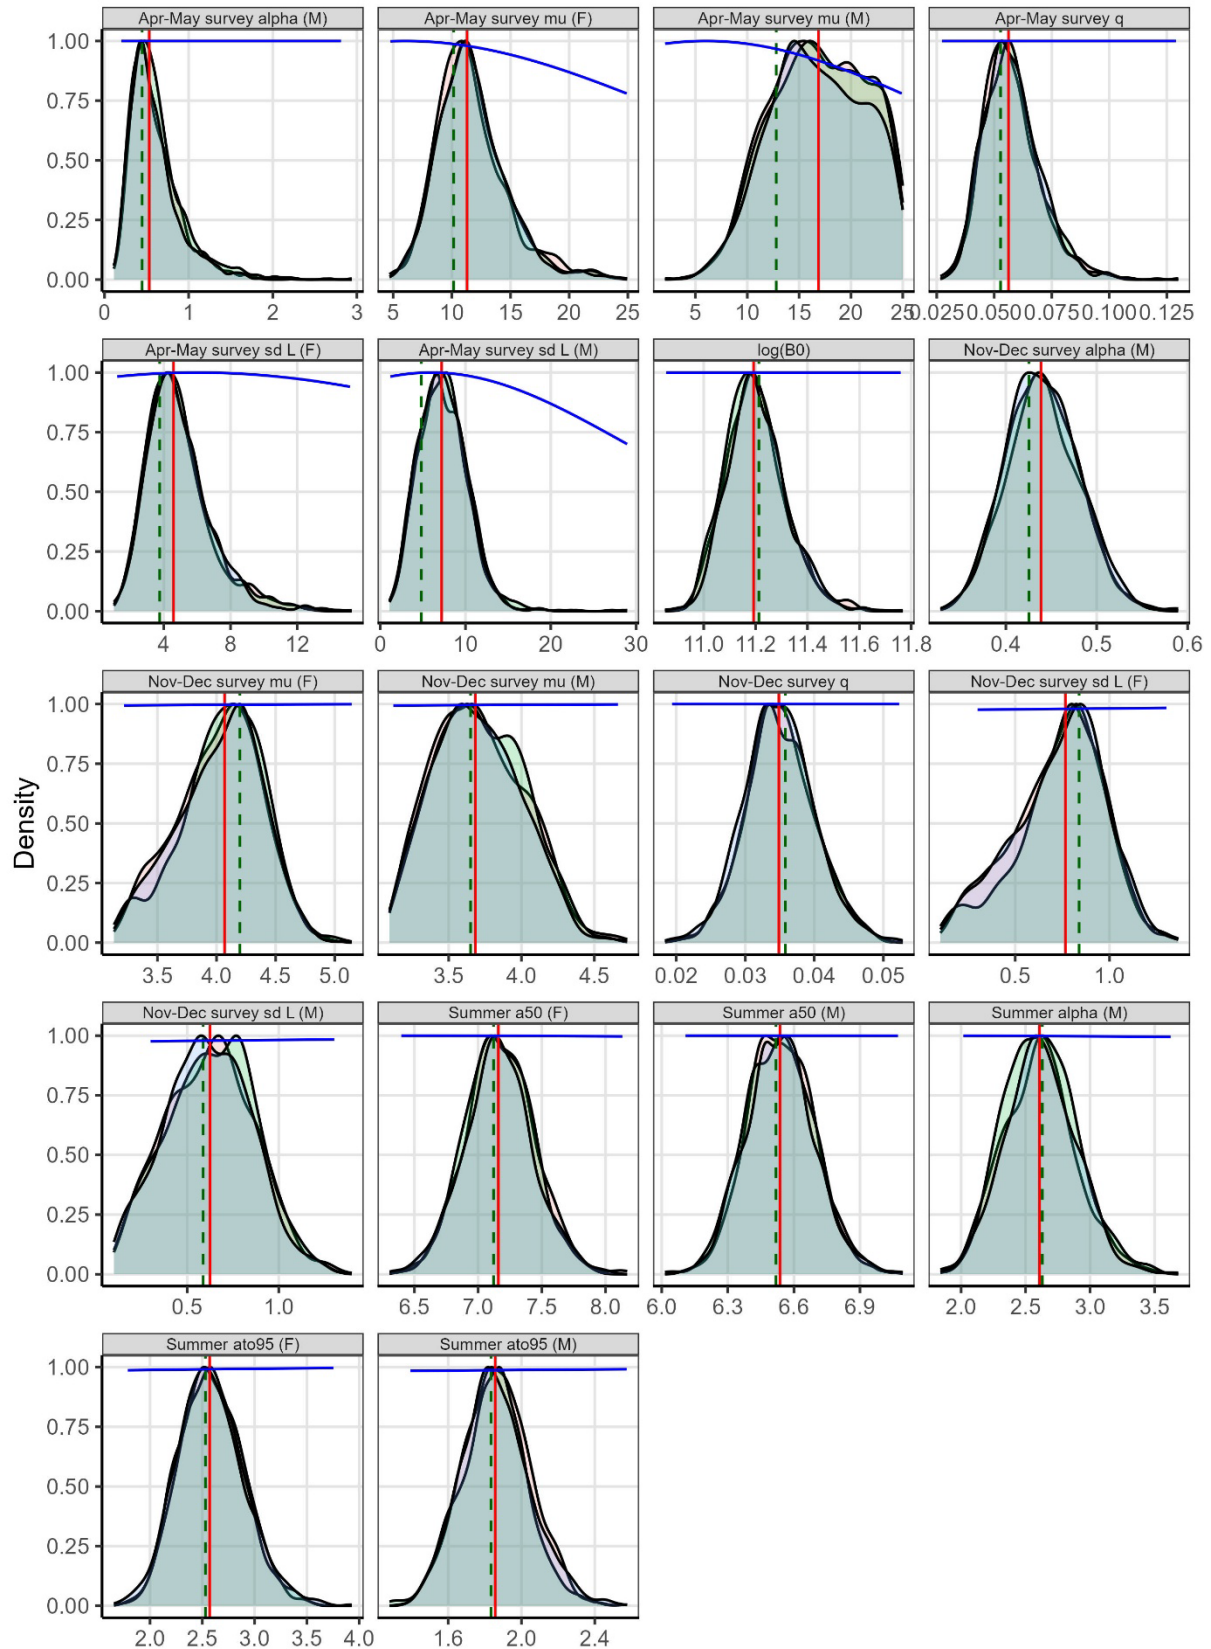 Apr-May survey alpha (M) Apr-May survey mu (F) Apr-May survey mu (M) Apr-May survey q
1.00
0.75
0.50
0.25
0.00
0 1 2 3 5 10 15 20 25 5 10 15 20 25 0.025 0.050 0.075 0.100 0.125
Apr-May survey sd L (F) Apr-May survey sd L (M) log(B0) Nov-Dec survey alpha (M)
1.00
0.75
0.50
0.25
0.00
4 8 12 0 10 20 30 11.0 11.2 11.4 11.6 11.8 0.4 0.5 0.6
Nov-Dec survey mu (F) Nov-Dec survey mu (M) Nov-Dec survey q Nov-Dec survey sd L (F)
1.00
0.75
Density
0.50
0.25
0.00
3.5 4.0 4.5 5.0 3.5 4.0 4.5 0.02 0.03 0.04 0.05 0.5 1.0
Nov-Dec survey sd L (M) Summer a50 (F) Summer a50 (M) Summer alpha (M)
1.00
0.75
0.50
0.25
0.00
0.5 1.0 6.5 7.0 7.5 8.0 6.0 6.3 6.6 6.9 2.0 2.5 3.0 3.5
Summer ato95 (F) Summer ato95 (M)
1.00
0.75
0.50
0.25
0.00
2.0 2.5 3.0 3.5 4.0 1.6 2.0 2.4